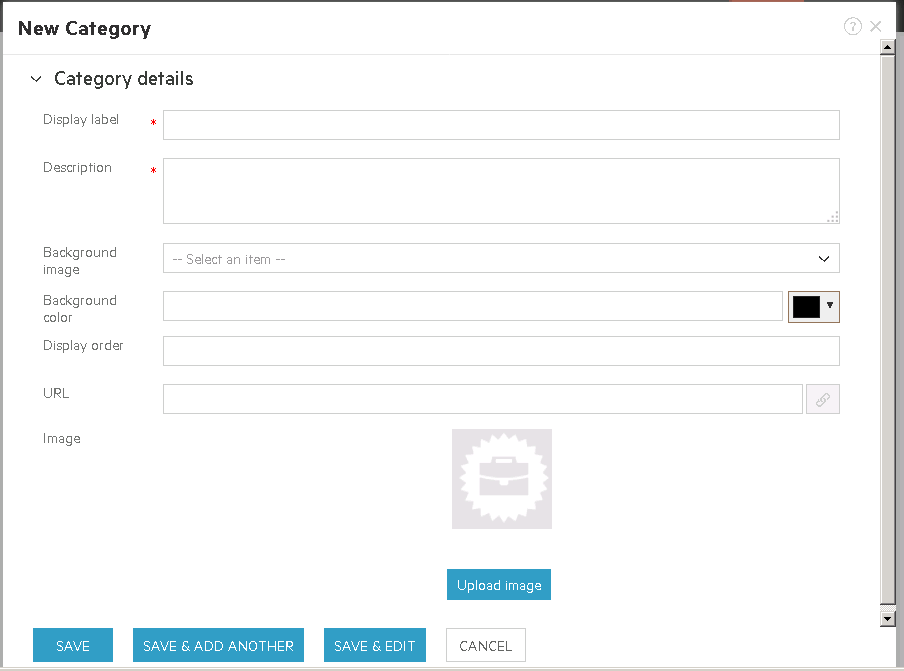 New Category
?
Category details
Display label *
Description *
Background
image
-- Select an item --
Background
color
Display order
URL
Image
Upload image
SAVE
SAVE & ADD ANOTHER
SAVE & EDIT
CANCEL